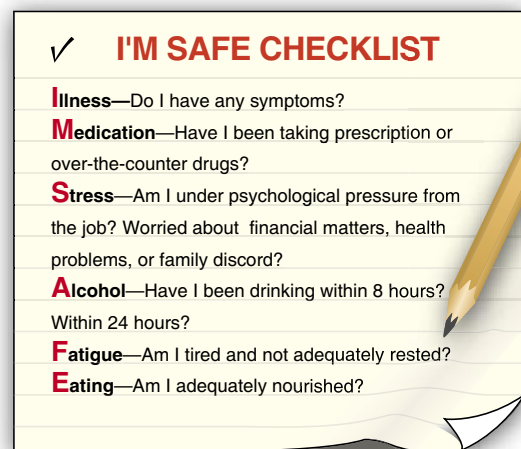 I'M SAFE CHECKLIST
Illness—Do I have any symptoms?
Medication—Have I been taking prescription or
over-the-counter drugs?
Stress—Am I under psychological pressure from
the job? Worried about  financial matters, health
problems, or family discord?
Alcohol—Have I been drinking within 8 hours?
Within 24 hours?
Fatigue—Am I tired and not adequately rested?
Eating—Am I adequately nourished?